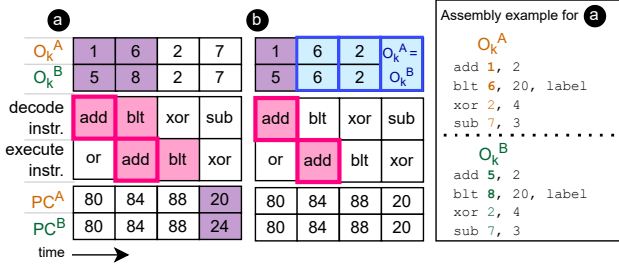 a
b
O_k^A 1 6 2 7
1 6 2 O_k^A =
O_k^B 5 8 2 7
5 6 2 O_k^B
decode instr. add blt xor sub
add blt xor sub
execute instr. or add blt xor
or add blt xor
PC^A 80 84 88 20
80 84 88 20
PC^B 80 84 88 24
80 84 88 20
time
Assembly example for a
O_k^A
add 1, 2
blt 6, 20, label
xor 2, 4
sub 7, 3
O_k^B
add 5, 2
blt 8, 20, label
xor 2, 4
sub 7, 3